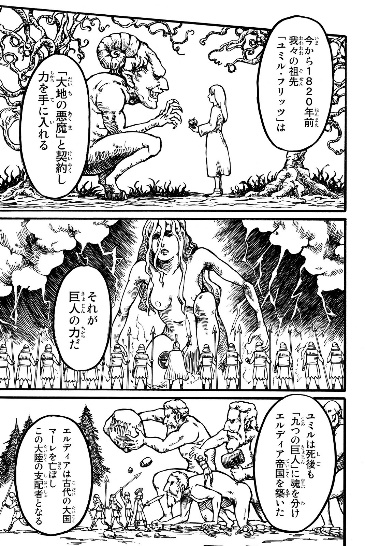 今から1820年前
我々の祖先
「ユミル・フリッツ」は
「大地の悪魔」と契約し
力を手に入れる
それが
巨人の力だ
ユミルは死後も
「九つの巨人」に魂を分け
エルディア帝国を築いた
エルディアは古代の大国
マーレを亡ぼし
この大陸の支配者となる